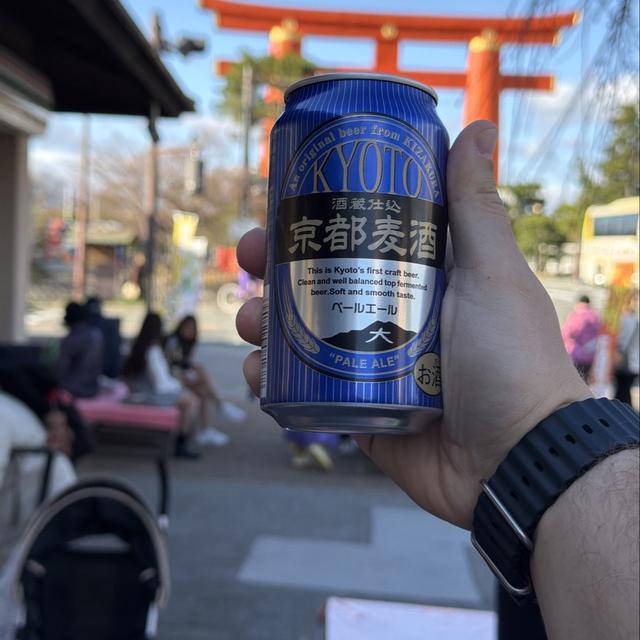 An original beer from KIZAKURA
KYOTO
酒蔵仕込
京都麦酒
This is Kyoto's first craft beer.
Clean and well balanced top fermented
beer.Soft and smooth taste.
ペールエール
大
"PALE ALE"
お酒